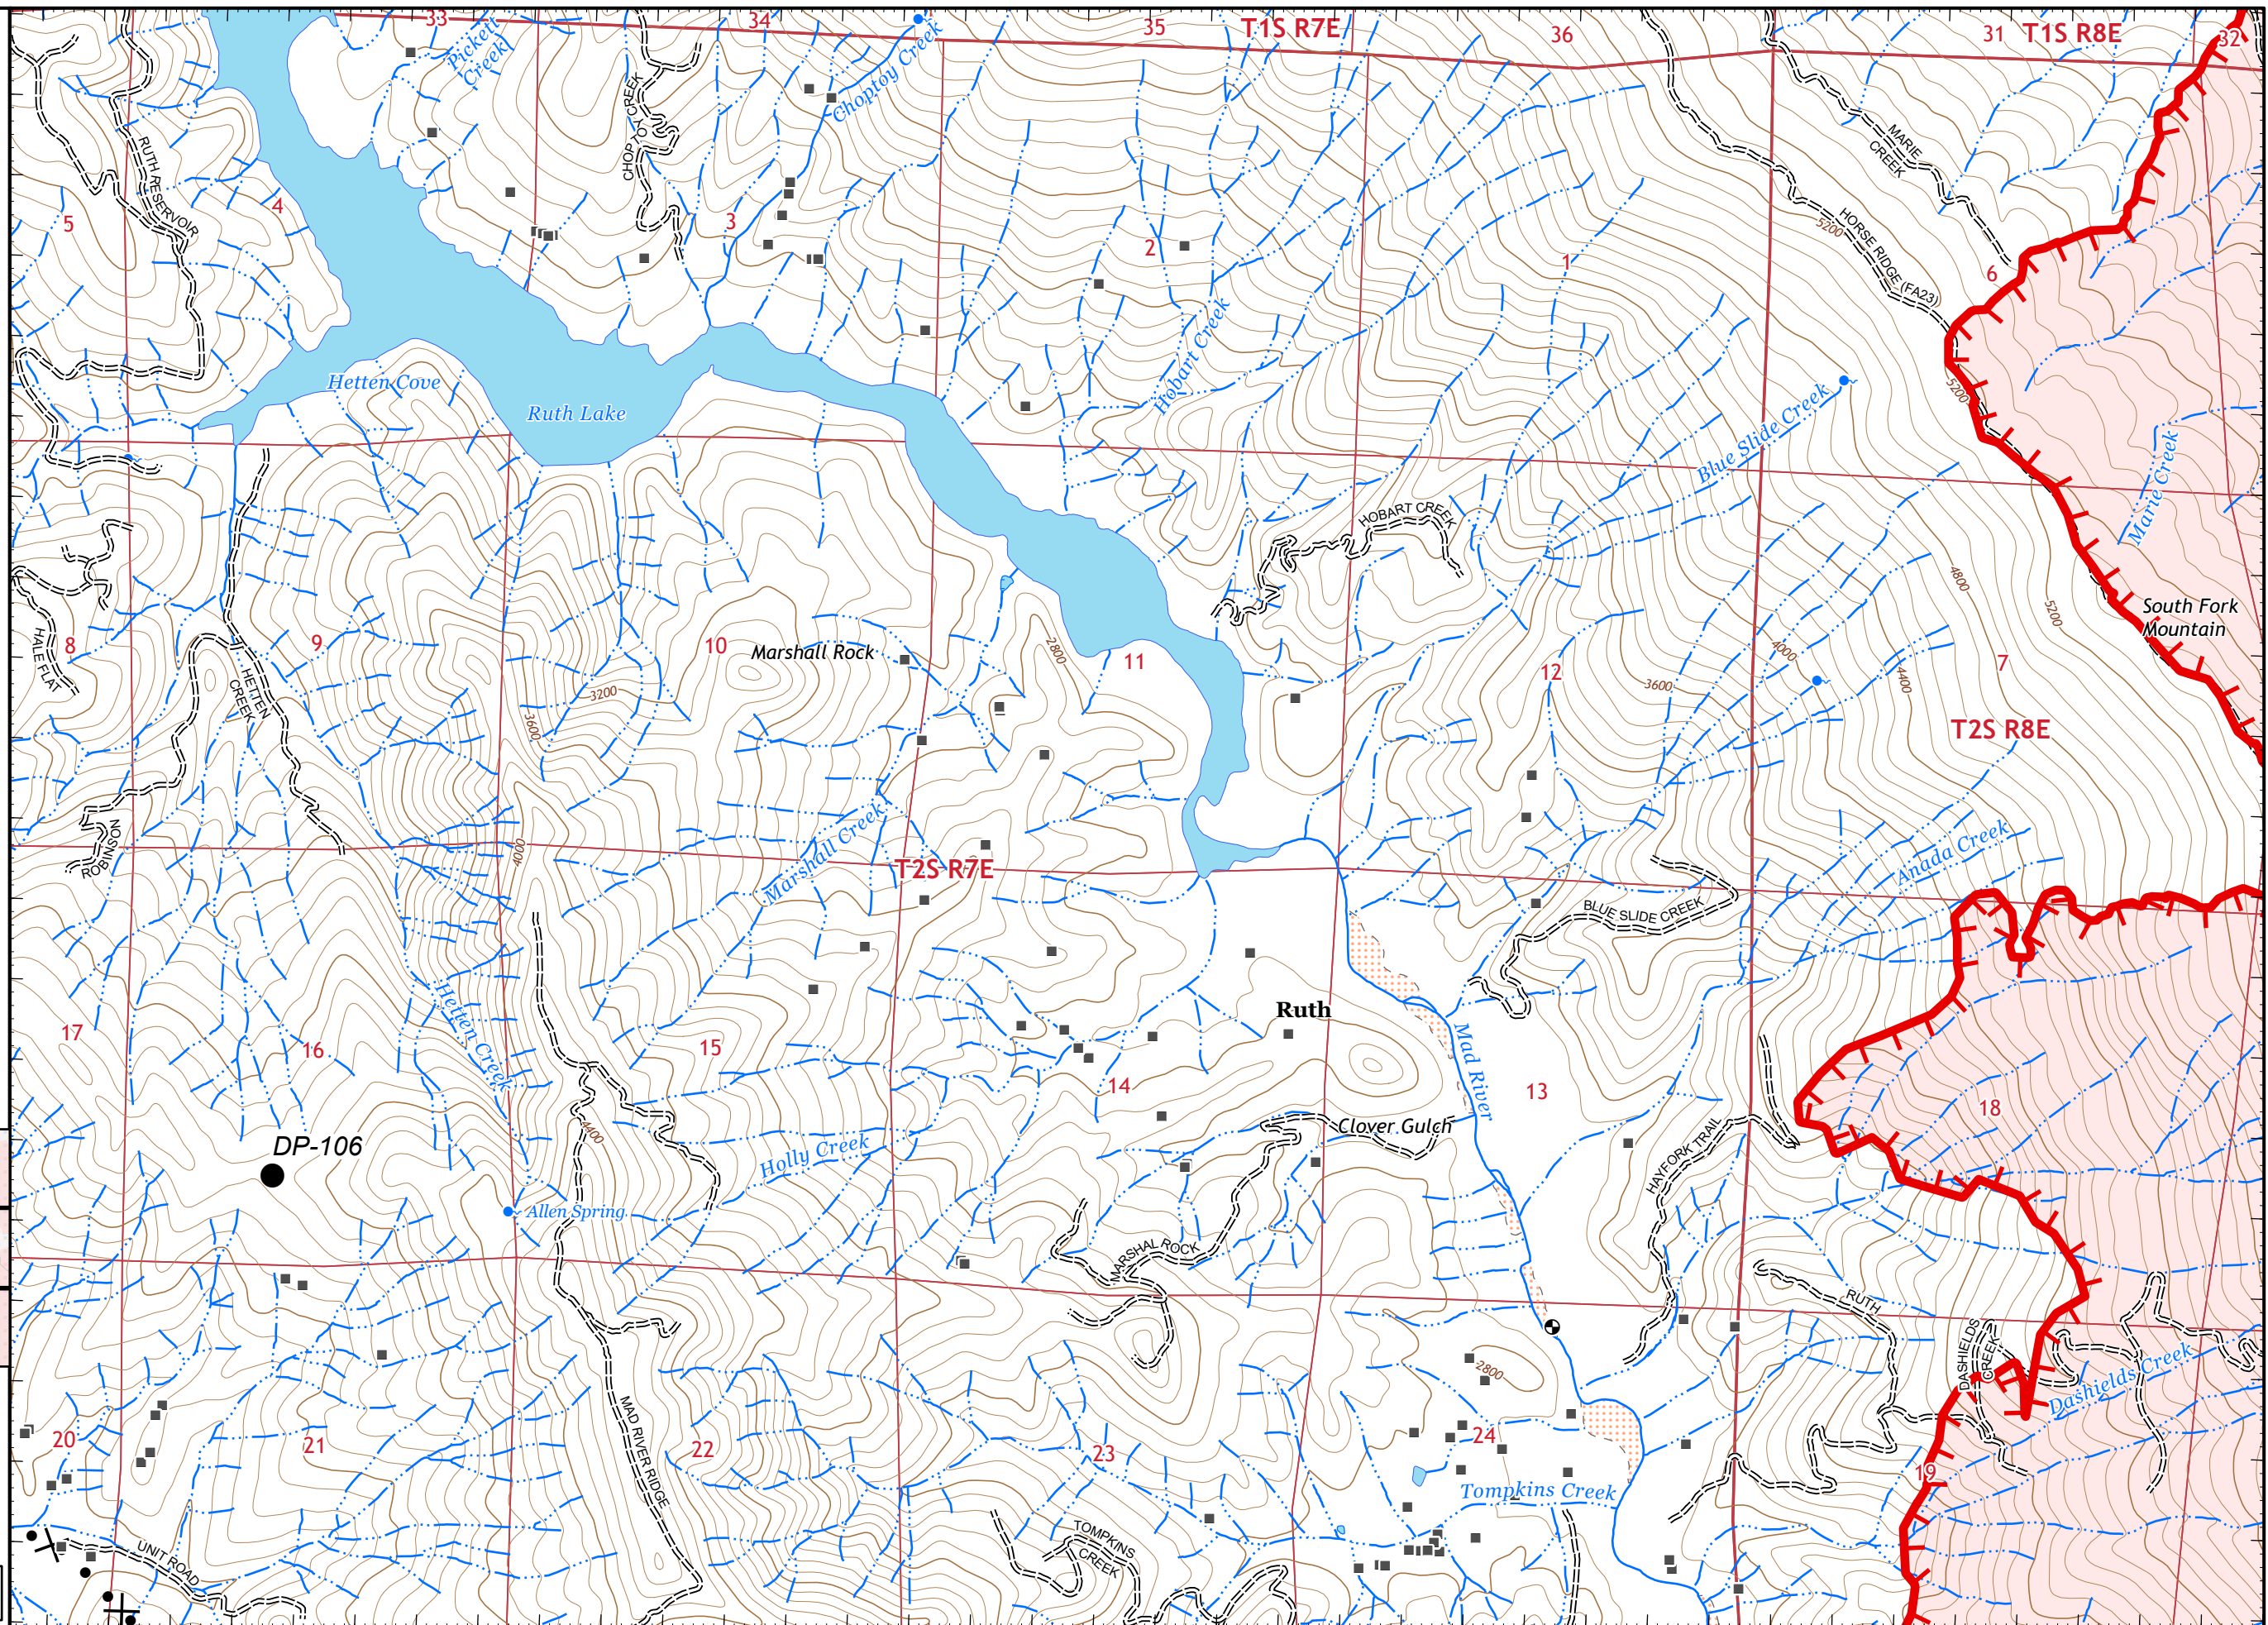 33
34
35
T1S R7E
36
31
T1S R8E
32
Pickett
Creek
Choptoy Creek
CHOP TOY CREEK
RUTH RESERVOIR
MARIE
CREEK
5
4
3
2
1
6
HORSE RIDGE (FA23)
5200
Hetten Cove
Ruth Lake
Hobart Creek
5200
Blue Slide Creek
Marie Creek
HOBART CREEK
4800
5200
South Fork
Mountain
HALE FLAT
8
9
10
Marshall Rock
2800
11
12
3600
4000
4400
7
HETTEN
CREEK
3200
3600
T2S R8E
ROBINSON
4000
Marshall Creek
T2S R7E
Anada Creek
BLUE SLIDE CREEK
Hetten Creek
Ruth
Mad River
17
16
15
14
13
18
DP-106
4400
Holly Creek
Clover Gulch
HAYFORK TRAIL
Allen Spring
MARSHAL ROCK
RUTH
DASHIELDS
CREEK
Dashields Creek
2800
MAD RIVER RIDGE
20
21
22
23
24
19
Tompkins Creek
UNIT ROAD
TOMPKINS
CREEK